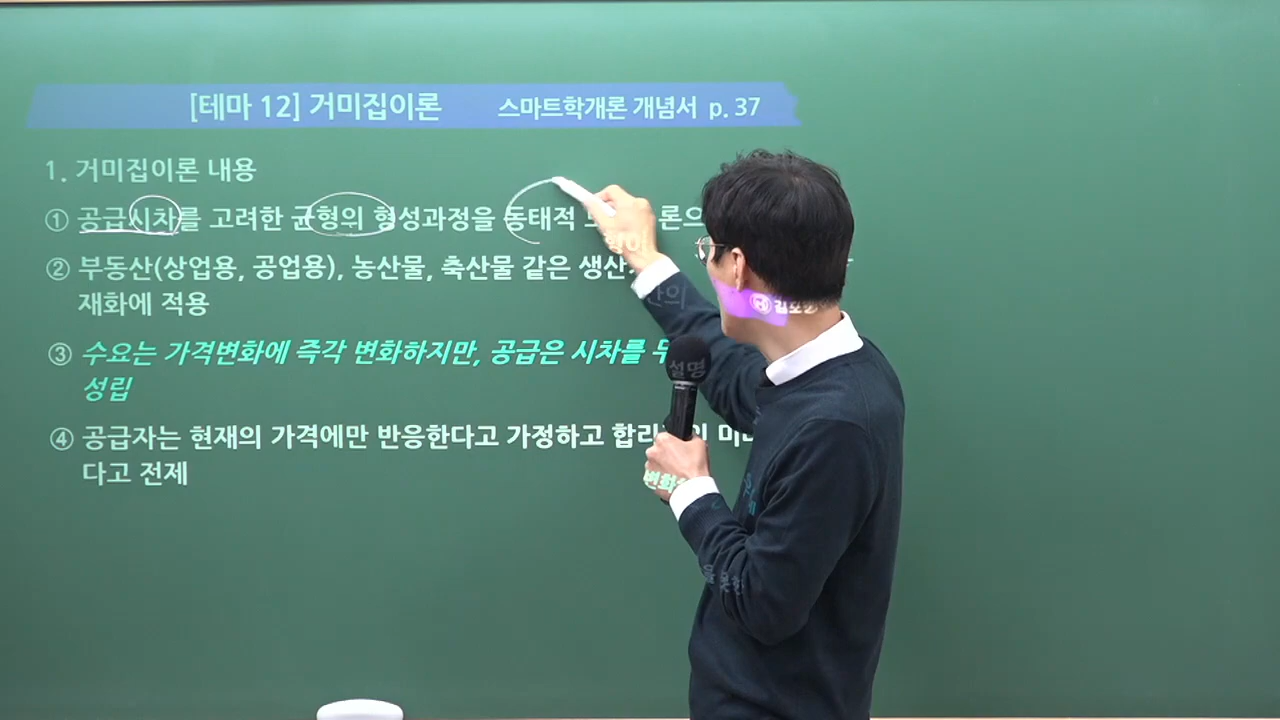 [테마 12] 거미집이론 스마트학개론 개념서 p. 37
1. 거미집이론 내용
① 공급시차를 고려한 균형의 형성과정을 동태적 론으
② 부동산(상업용, 공업용), 농산물, 축산물 같은 생산
재화에 적용
③ 수요는 가격변화에 즉각 변화하지만, 공급은 시차를
성립
④ 공급자는 현재의 가격에만 반응한다고 가정하고
다고 전제
설명